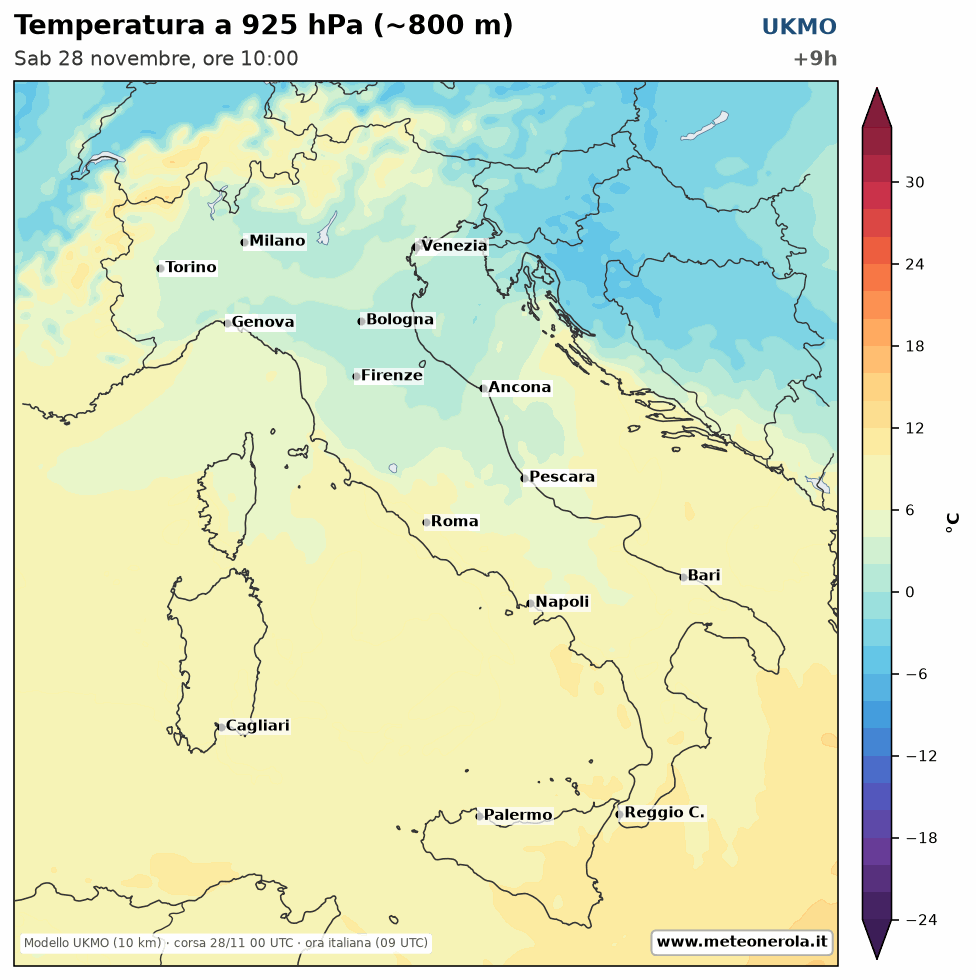 Temperatura a 925 hPa (~800 m)
UKMO
Sab 28 novembre, ore 10:00
+9h
Milano
Venezia
Torino
Genova
Bologna
Firenze
Ancona
Pescara
Roma
Bari
Napoli
Cagliari
Palermo
Reggio C.
30
24
18
12
6
0
−6
−12
−18
−24
°C
Modello UKMO (10 km) · corsa 28/11 00 UTC · ora italiana (09 UTC)
www.meteonerola.it